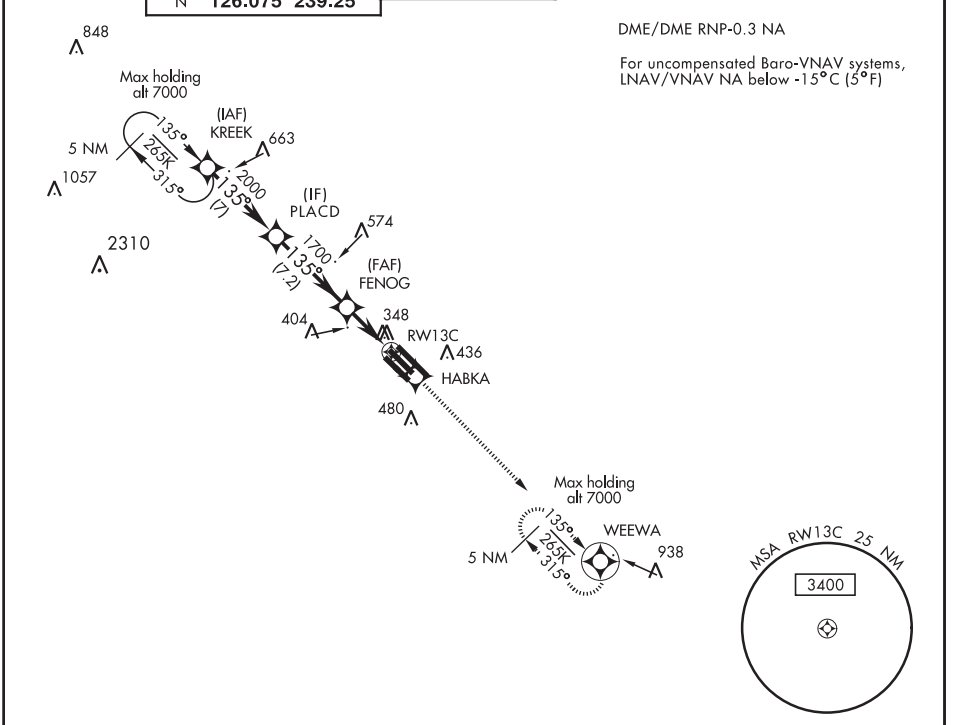 N 126.075 239.25
DME/DME RNP-0.3 NA
For uncompensated Baro-VNAV systems,
LNAV/VNAV NA below -15°C (5°F)
848
Max holding
alt 7000
(IAF)
KREEK
663
135°
265K
315°
5 NM
1057
2000
135°
(7)
(IF)
PLACD
574
2310
1700
135°
(7.2)
(FAF)
FENOG
404
348
RW13C
436
HABKA
480
Max holding
alt 7000
135°
265K
315°
5 NM
WEEWA
938
MSA RW13C 25 NM
3400